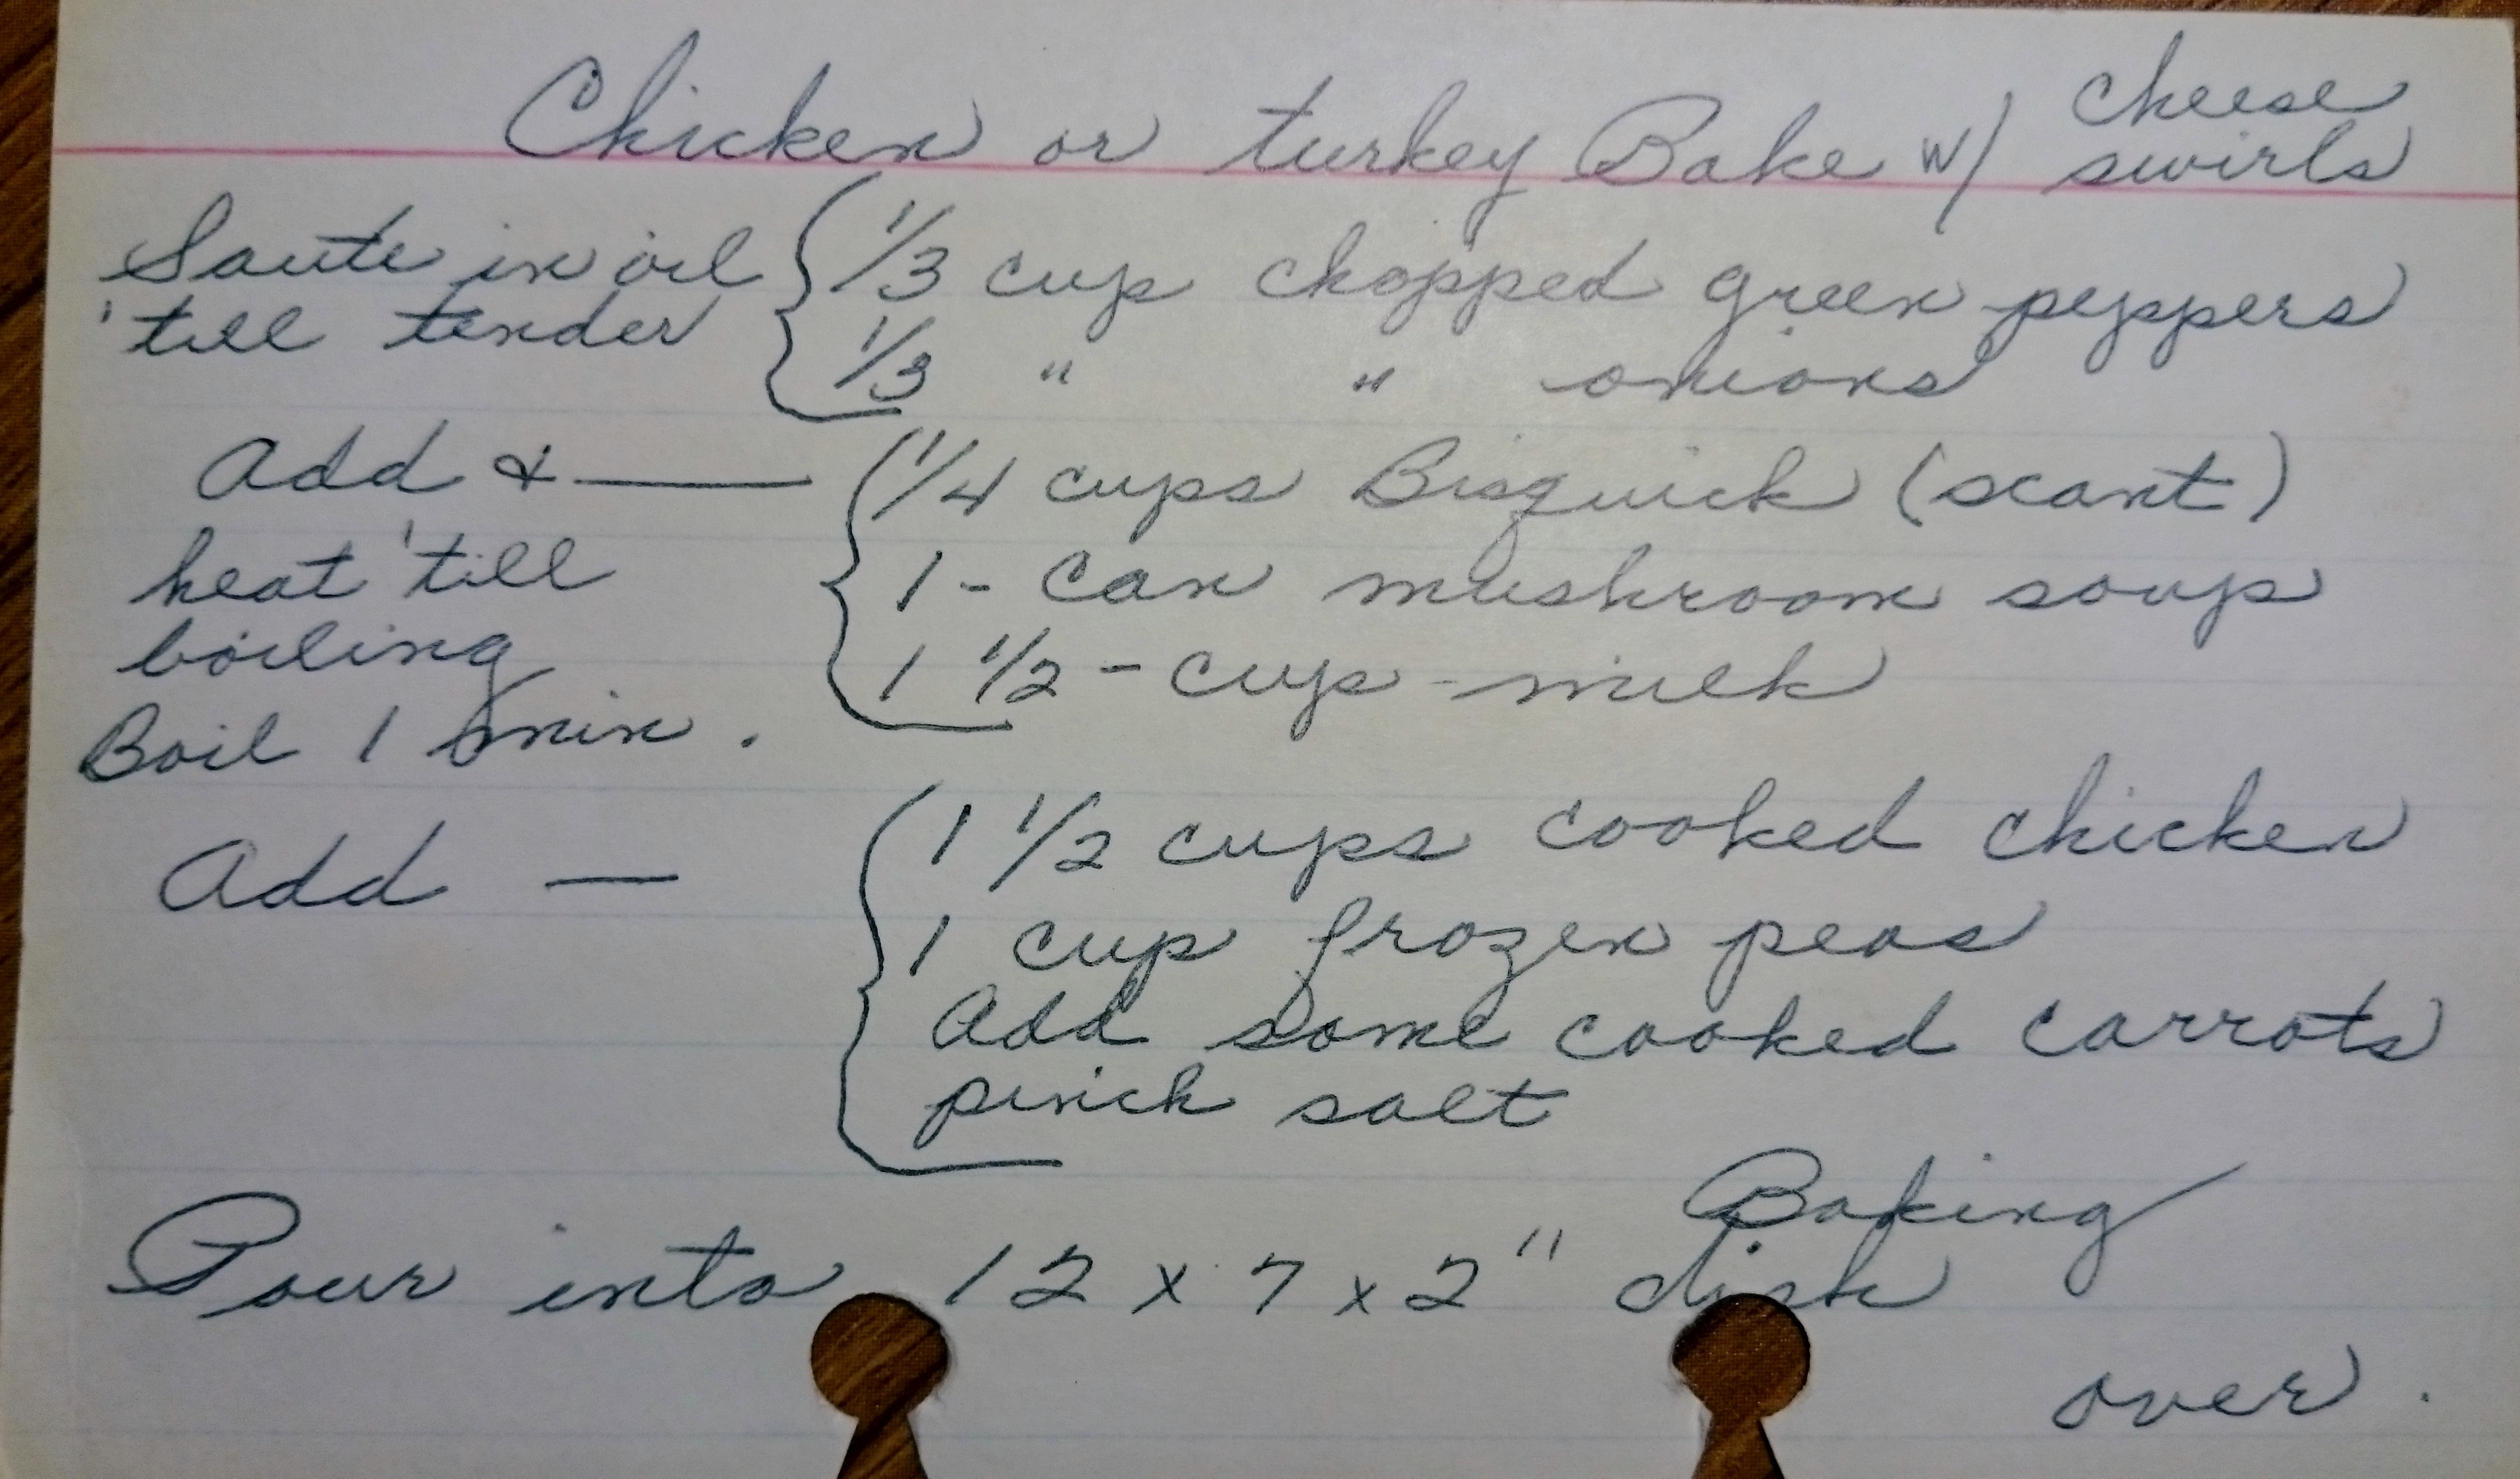 Chicken or turkey Bake w/ cheese swirls
Saute in oil { 1/3 cup chopped green peppers
'till tender 1/3 " " onions
Add & — { 1/4 cups Bisquick (scant)
heat 'till 1 - can mushroom soup
boiling 1 1/2 - cup - milk
Boil 1 min.
Add — { 1 1/2 cups cooked chicken
1 cup frozen peas
Add some cooked carrots
pinch salt
Pour into 12 x 7 x 2" Baking dish
over.